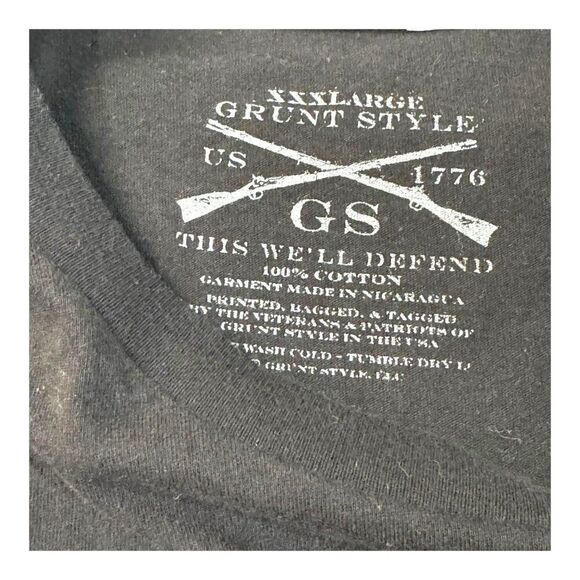 XXXLARGE
GRUNT STYLE
US 1776
GS
THIS WE'LL DEFEND
100% COTTON
GARMENT MADE IN NICARAGUA
PRINTED, BAGGED, & TAGGED
BY THE VETERANS & PATRIOTS OF
GRUNT STYLE IN THE USA
WASH COLD - TUMBLE DRY
GRUNT STYLE, LLC